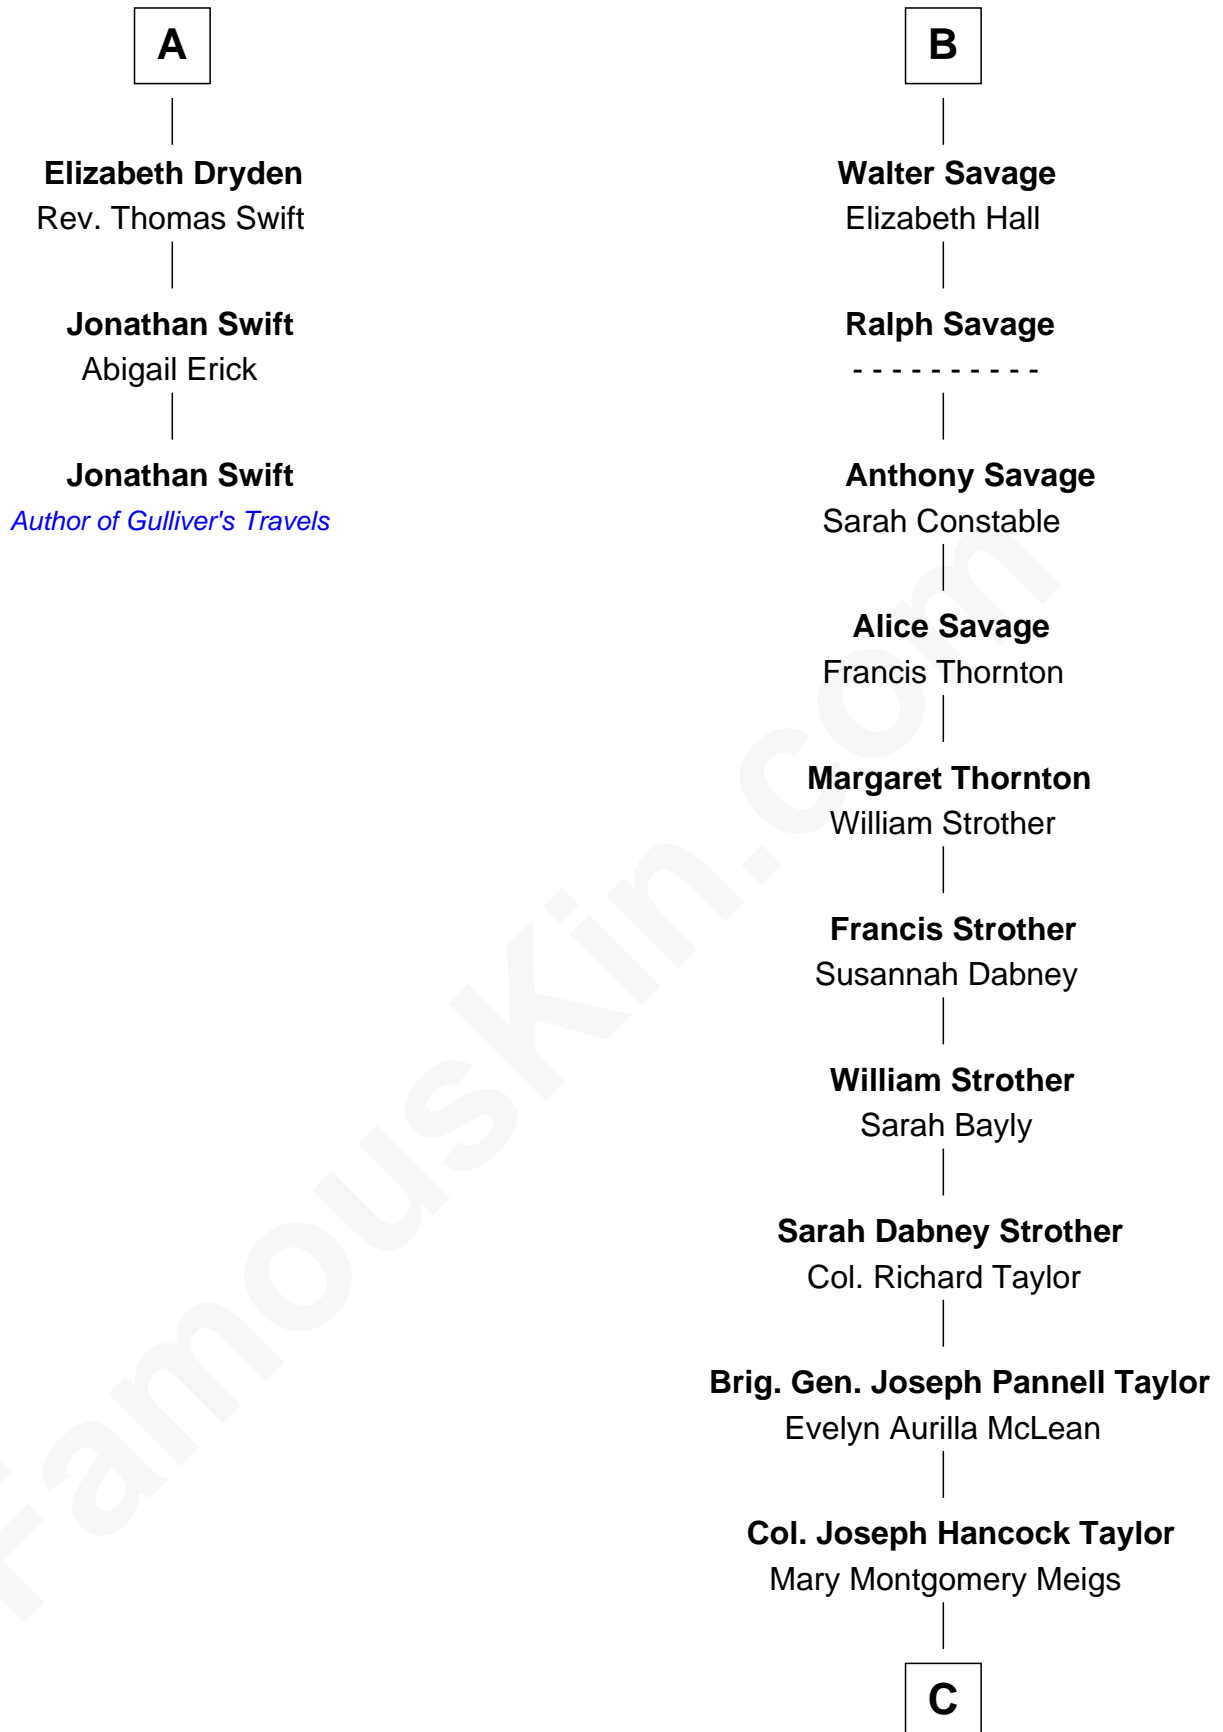 A
Elizabeth Dryden
Rev. Thomas Swift
Jonathan Swift
Abigail Erick
Jonathan Swift
Author of Gulliver's Travels
B
Walter Savage
Elizabeth Hall
Ralph Savage
- - - - - - - - - -
Anthony Savage
Sarah Constable
Alice Savage
Francis Thornton
Margaret Thornton
William Strother
Francis Strother
Susannah Dabney
William Strother
Sarah Bayly
Sarah Dabney Strother
Col. Richard Taylor
Brig. Gen. Joseph Pannell Taylor
Evelyn Aurilla McLean
Col. Joseph Hancock Taylor
Mary Montgomery Meigs
C
FamousKin.com